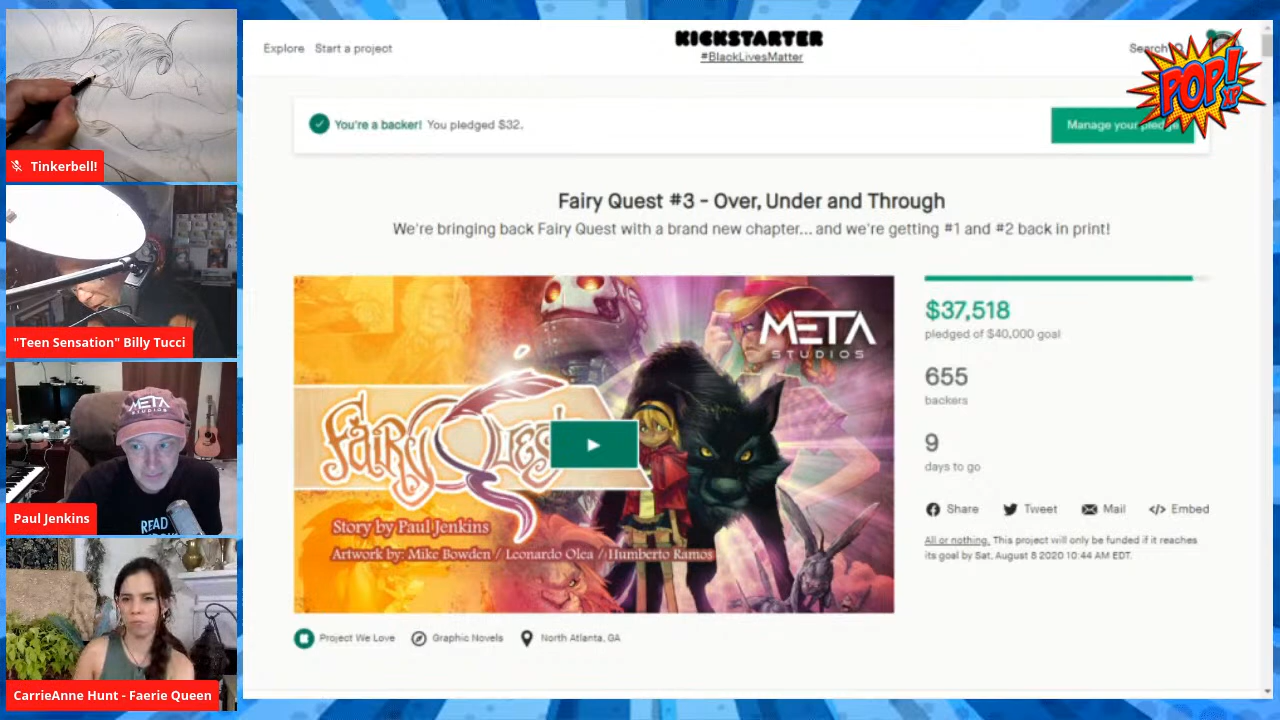 Tinkerbell!
"Teen Sensation" Billy Tucci
META
STUDIOS
READ
Paul Jenkins
CarrieAnne Hunt - Faerie Queen
Explore Start a project
KICKSTARTER
#BlackLivesMatter
Search
POP!
XP
You're a backer! You pledged $32.
Manage your pledge
Fairy Quest #3 - Over, Under and Through
We're bringing back Fairy Quest with a brand new chapter... and we're getting #1 and #2 back in print!
META
STUDIOS
FAIRY QUEST
Story by Paul Jenkins
Artwork by: Mike Bowden / Leonardo Olea / Humberto Ramos
$37,518
pledged of $40,000 goal
655
backers
9
days to go
Share Tweet Mail </> Embed
All or nothing. This project will only be funded if it reaches
its goal by Sat, August 8 2020 10:44 AM EDT.
Project We Love Graphic Novels North Atlanta, GA